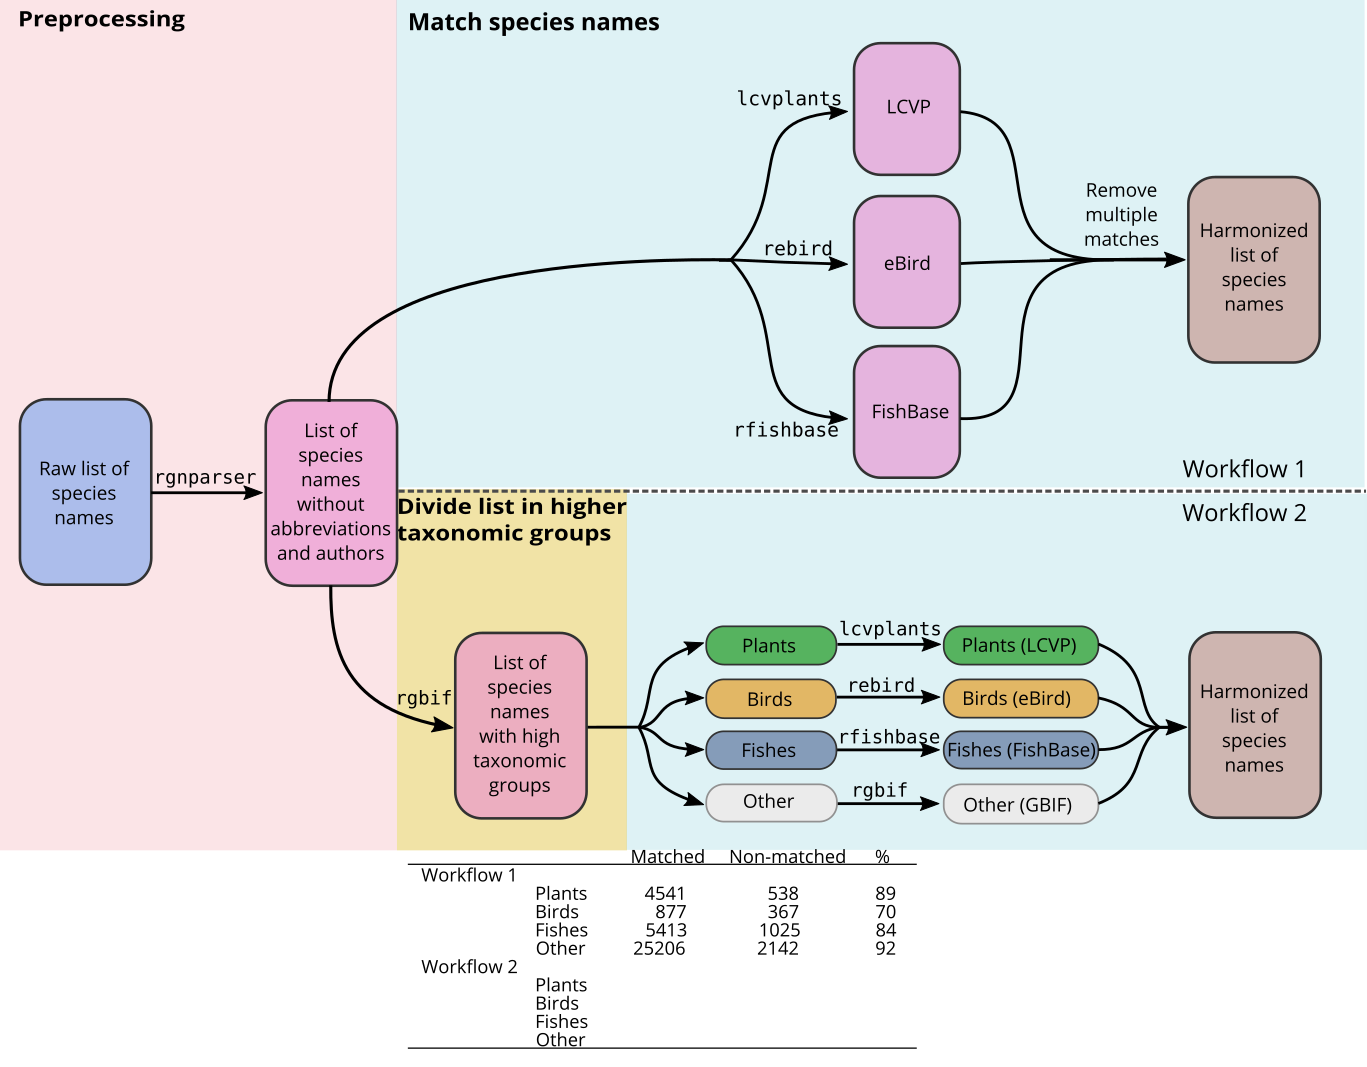 Preprocessing
Match species names
lcvplants
LCVP
rebird
eBird
rfishbase
FishBase
Remove
multiple
matches
Harmonized
list of
species
names
Workflow 1
Raw list of
species
names
rgnparser
List of
species
names
without
abbreviations
and authors
Divide list in higher
taxonomic groups
Workflow 2
rgbif
List of
species
names
with high
taxonomic
groups
Plants
lcvplants
Plants (LCVP)
Birds
rebird
Birds (eBird)
Fishes
rfishbase
Fishes (FishBase)
Other
rgbif
Other (GBIF)
Harmonized
list of
species
names
Matched Non-matched %
Workflow 1
Plants 4541 538 89
Birds 877 367 70
Fishes 5413 1025 84
Other 25206 2142 92
Workflow 2
Plants
Birds
Fishes
Other